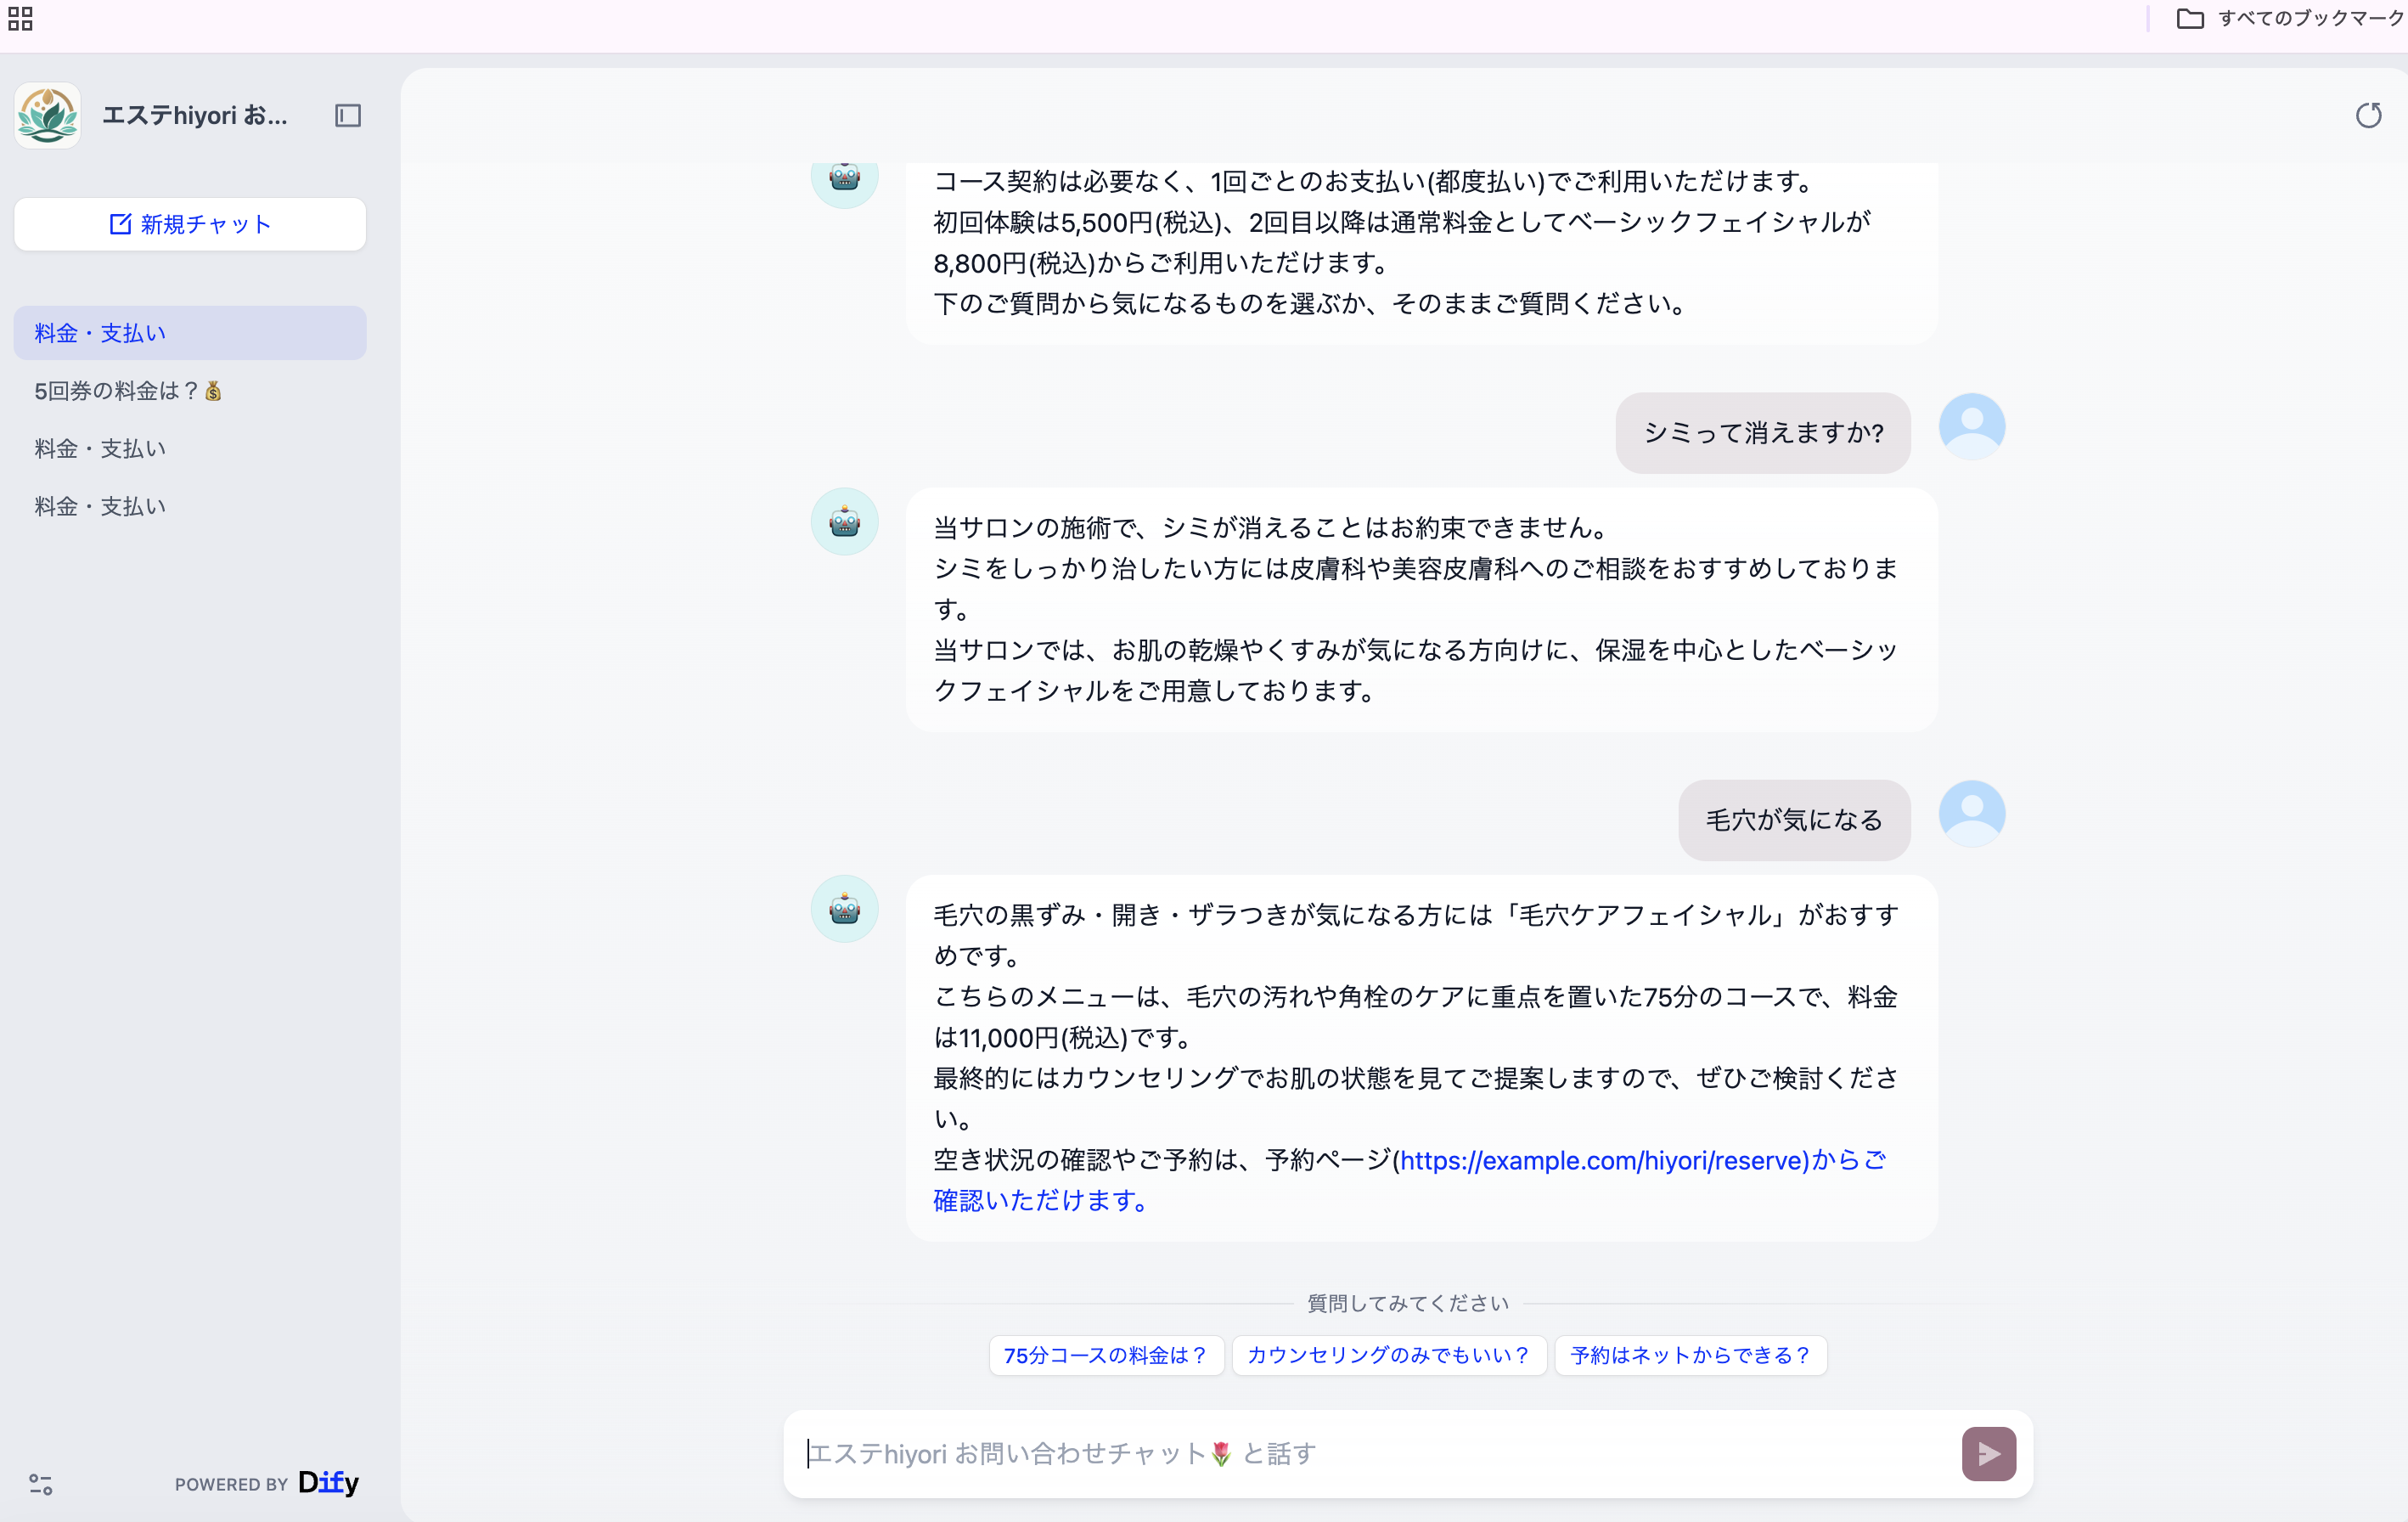 すべてのブックマーク
エステhiyori お...
新規チャット
料金・支払い
5回券の料金は？💰
料金・支払い
料金・支払い
コース契約は必要なく、1回ごとのお支払い(都度払い)でご利用いただけます。
初回体験は5,500円(税込)、2回目以降は通常料金としてベーシックフェイシャルが
8,800円(税込)からご利用いただけます。
下のご質問から気になるものを選ぶか、そのままご質問ください。
シミって消えますか?
当サロンの施術で、シミが消えることはお約束できません。
シミをしっかり治したい方には皮膚科や美容皮膚科へのご相談をおすすめしておりま
す。
当サロンでは、お肌の乾燥やくすみが気になる方向けに、保湿を中心としたベーシッ
クフェイシャルをご用意しております。
毛穴が気になる
毛穴の黒ずみ・開き・ザラつきが気になる方には「毛穴ケアフェイシャル」がおすす
めです。
こちらのメニューは、毛穴の汚れや角栓のケアに重点を置いた75分のコースで、料金
は11,000円(税込)です。
最終的にはカウンセリングでお肌の状態を見てご提案しますので、ぜひご検討くださ
い。
空き状況の確認やご予約は、予約ページ(https://example.com/hiyori/reserve)からご
確認いただけます。
質問してみてください
75分コースの料金は？
カウンセリングのみでもいい？
予約はネットからできる？
エステhiyori お問い合わせチャット🌷 と話す
POWERED BY Dify